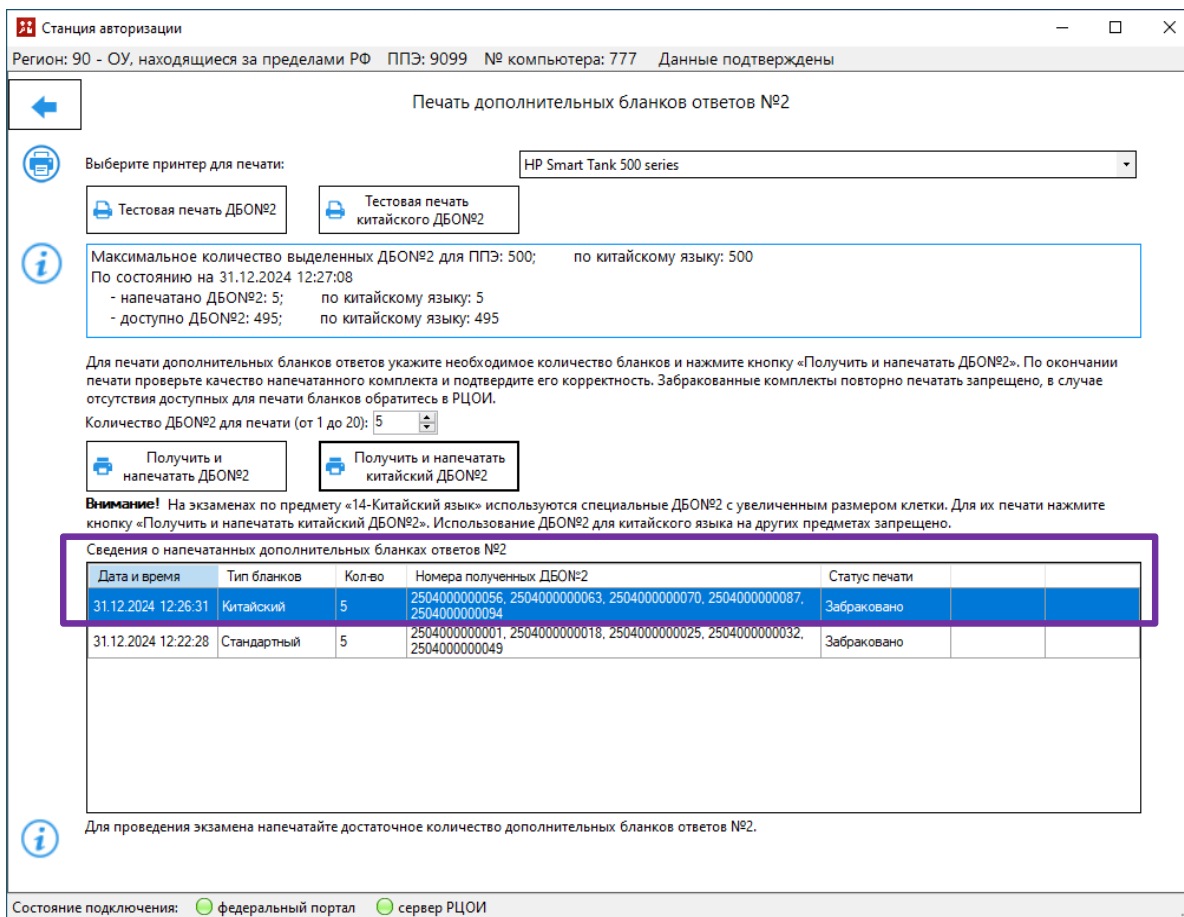 Станция авторизации
Регион: 90 - ОУ, находящиеся за пределами РФ ППЭ: 9099 № компьютера: 777 Данные подтверждены
Печать дополнительных бланков ответов №2
Выберите принтер для печати: HP Smart Tank 500 series
Тестовая печать ДБО№2
Тестовая печать
китайского ДБО№2
Максимальное количество выделенных ДБО№2 для ППЭ: 500; по китайскому языку: 500
По состоянию на 31.12.2024 12:27:08
- напечатано ДБО№2: 5; по китайскому языку: 5
- доступно ДБО№2: 495; по китайскому языку: 495
Для печати дополнительных бланков ответов укажите необходимое количество бланков и нажмите кнопку «Получить и напечатать ДБО№2». По окончании
печати проверьте качество напечатанного комплекта и подтвердите его корректность. Забракованные комплекты повторно печатать запрещено, в случае
отсутствия доступных для печати бланков обратитесь в РЦОИ.
Количество ДБО№2 для печати (от 1 до 20): 5
Получить и
напечатать ДБО№2
Получить и напечатать
китайский ДБО№2
Внимание! На экзаменах по предмету «14-Китайский язык» используются специальные ДБО№2 с увеличенным размером клетки. Для их печати нажмите
кнопку «Получить и напечатать китайский ДБО№2». Использование ДБО№2 для китайского языка на других предметах запрещено.
Сведения о напечатанных дополнительных бланках ответов №2
Дата и время Тип бланков Кол-во Номера полученных ДБО№2 Статус печати
31.12.2024 12:26:31 Китайский 5 2504000000056, 2504000000063, 2504000000070, 2504000000087,
2504000000094 Забраковано
31.12.2024 12:22:28 Стандартный 5 2504000000001, 2504000000018, 2504000000025, 2504000000032,
2504000000049 Забраковано
Для проведения экзамена напечатайте достаточное количество дополнительных бланков ответов №2.
Состояние подключения: федеральный портал сервер РЦОИ